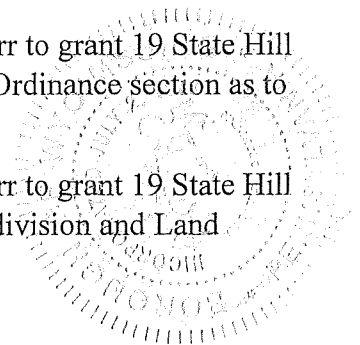 rr to grant 19 State Hill
Ordinance section as to
rr to grant 19 State Hill
division and Land